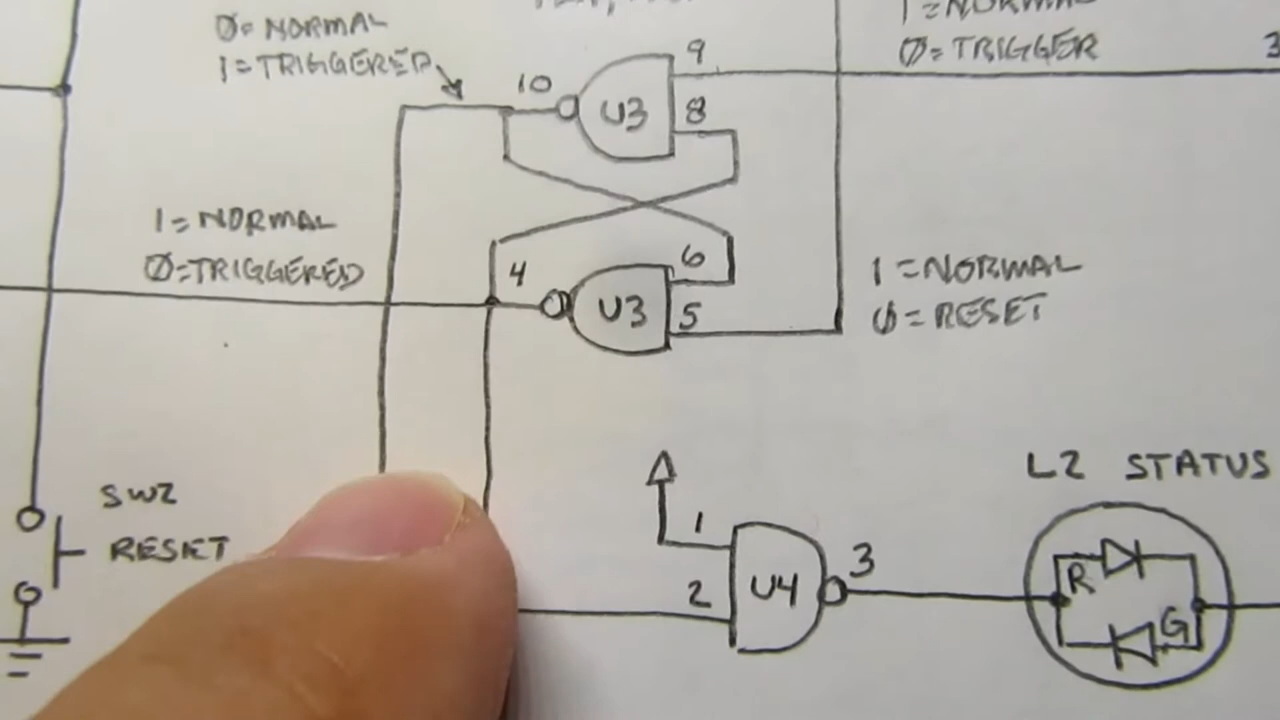 Ø=NORMAL
1=TRIGGERED
1=NORMAL
Ø=TRIGGER
3
10
9
8
U3
1=NORMAL
Ø=TRIGGERED
4
6
5
U3
1=NORMAL
Ø=RESET
SW2
RESET
1
2
U4
3
L2 STATUS
R
G